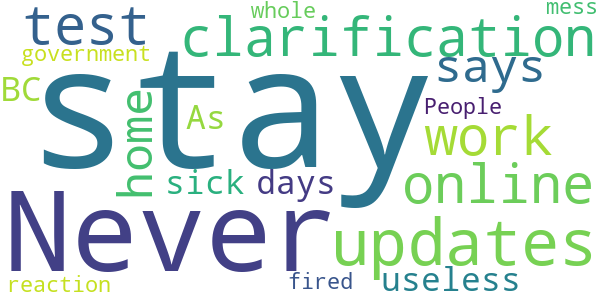 whole
mess
test
clarification
government
says
BC
stay
People
home
As
work
sick
days
online
Never
updates
reaction
fired
useless